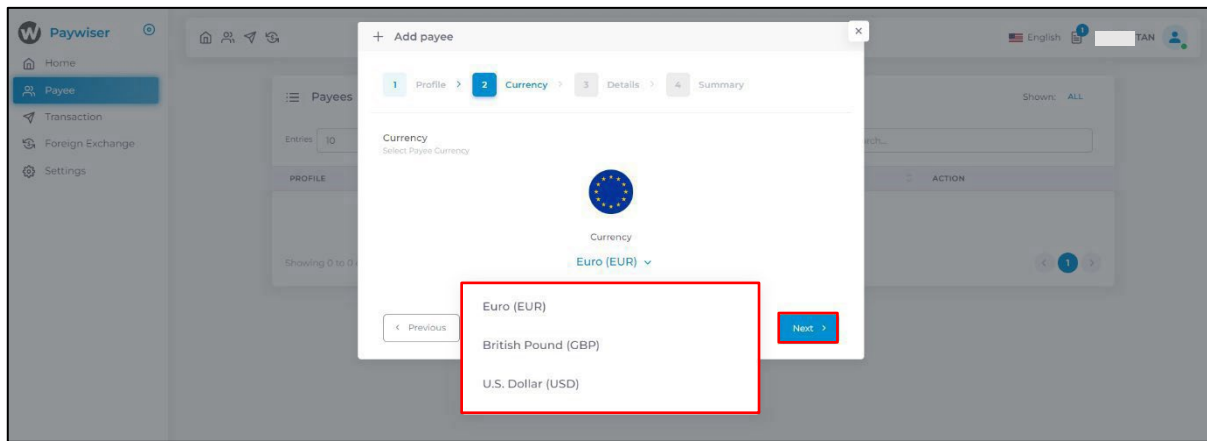 Paywiser
Home
Payee
Transaction
Foreign Exchange
Settings
English 1 TAN
+ Add payee ×
1 Profile > 2 Currency > 3 Details > 4 Summary
Payees
Shown: ALL
Entries 10
Currency
Select Payee Currency
PROFILE
ACTION
Currency
Euro (EUR)
Showing 0 to 0
< 1 >
Euro (EUR)
British Pound (GBP)
U.S. Dollar (USD)
< Previous
Next >